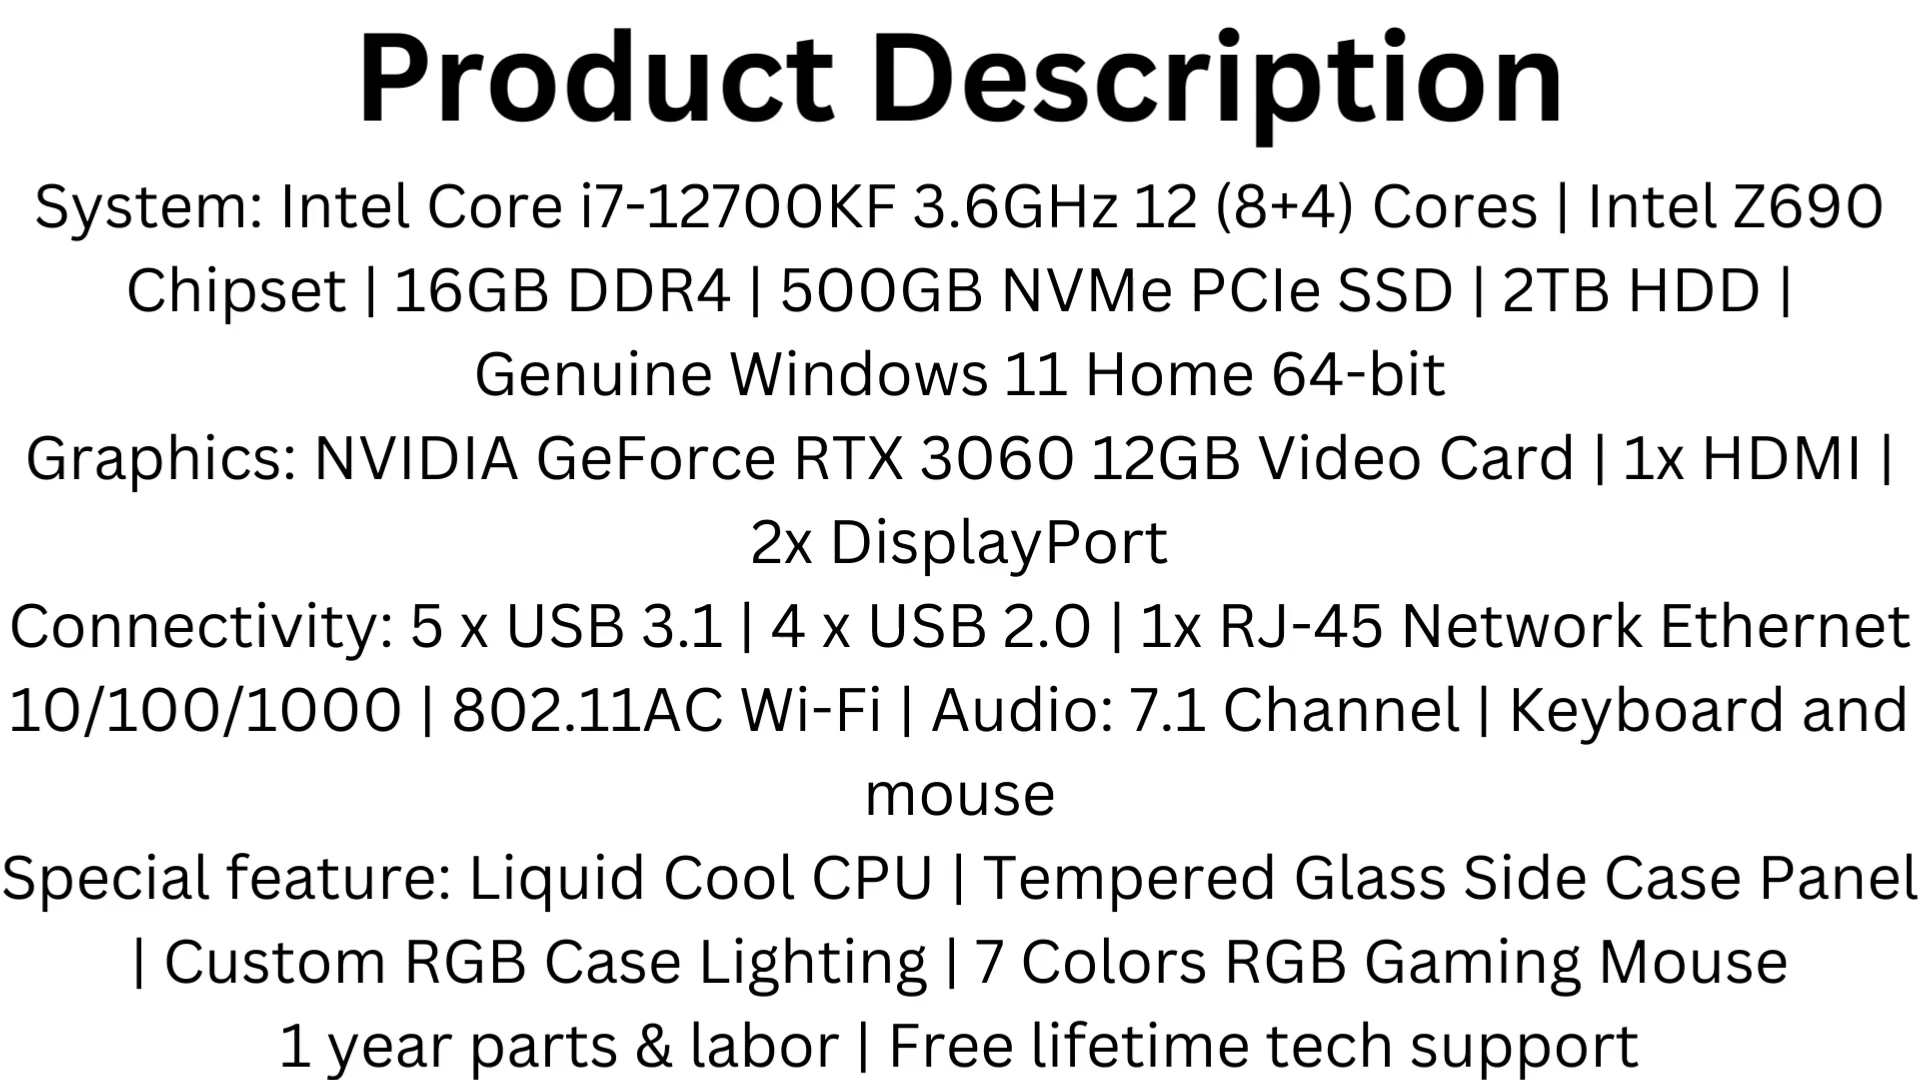 Product Description
System: Intel Core i7-12700KF 3.6GHz 12 (8+4) Cores | Intel Z690
Chipset | 16GB DDR4 | 500GB NVMe PCIe SSD | 2TB HDD |
Genuine Windows 11 Home 64-bit
Graphics: NVIDIA GeForce RTX 3060 12GB Video Card | 1x HDMI |
2x DisplayPort
Connectivity: 5 x USB 3.1 | 4 x USB 2.0 | 1x RJ-45 Network Ethernet
10/100/1000 | 802.11AC Wi-Fi | Audio: 7.1 Channel | Keyboard and
mouse
Special feature: Liquid Cool CPU | Tempered Glass Side Case Panel
| Custom RGB Case Lighting | 7 Colors RGB Gaming Mouse
1 year parts & labor | Free lifetime tech support